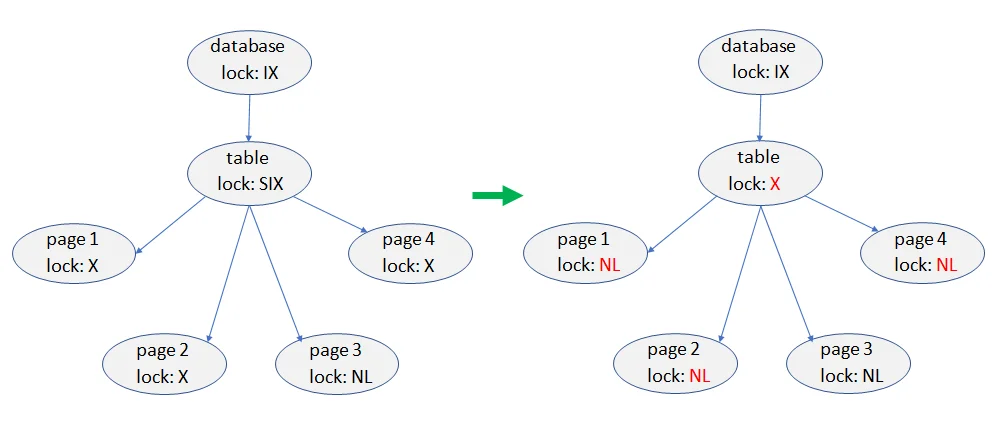 database
lock: IX
table
lock: SIX
page 1
lock: X
page 4
lock: X
page 2
lock: X
page 3
lock: NL
database
lock: IX
table
lock: X
page 1
lock: NL
page 4
lock: NL
page 2
lock: NL
page 3
lock: NL